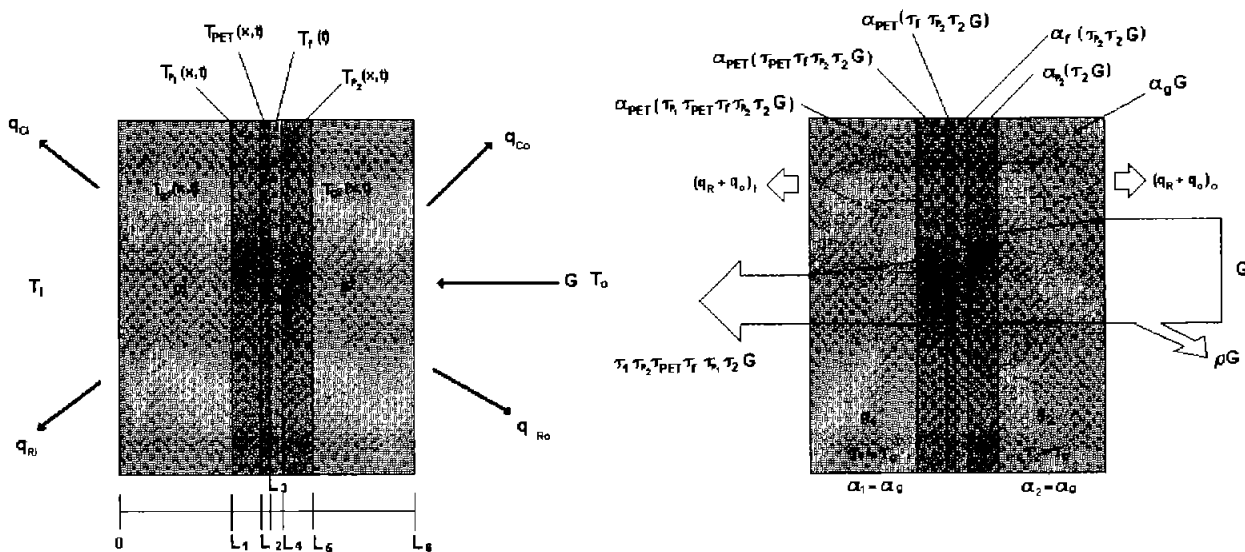 T_PET(x,t)
T_f(t)
T_P1(x,t)
T_P2(x,t)
q_Ci
q_Co
T_i
G T_o
q_Ri
q_Ro
0 L_1 L_2 L_3 L_4 L_5 L_6
α_PET(τ_f τ_P2 τ_2 G)
α_PET(τ_PET τ_f τ_P2 τ_2 G)
α_f(τ_P2 τ_2 G)
α_P2(τ_2 G)
α_PET(τ_P1 τ_PET τ_f τ_P2 τ_2 G)
α_g G
(q_R + q_o)_i
(q_R + q_o)_o
G
ρG
τ_1 τ_P2 τ_PET τ_f τ_P1 τ_2 G
α_1 = α_g
α_2 = α_g